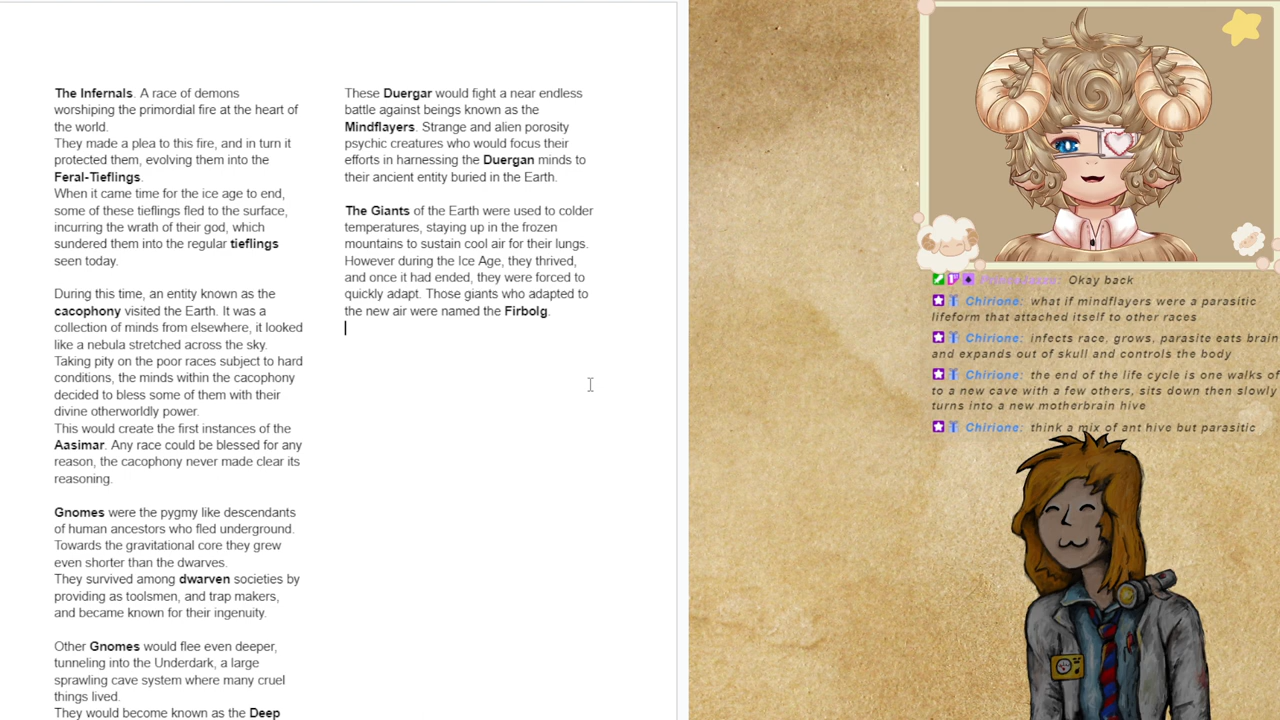 The Infernals. A race of demons
worshiping the primordial fire at the heart of
the world.
They made a plea to this fire, and in turn it
protected them, evolving them into the
Feral-Tieflings.
When it came time for the ice age to end,
some of these tieflings fled to the surface,
incurring the wrath of their god, which
sundered them into the regular tieflings
seen today.
During this time, an entity known as the
cacophony visited the Earth. It was a
collection of minds from elsewhere, it looked
like a nebula stretched across the sky.
Taking pity on the poor races subject to hard
conditions, the minds within the cacophony
decided to bless some of them with their
divine otherworldly power.
This would create the first instances of the
Aasimar. Any race could be blessed for any
reason, the cacophony never made clear its
reasoning.
Gnomes were the pygmy like descendants
of human ancestors who fled underground.
Towards the gravitational core they grew
even shorter than the dwarves.
They survived among dwarven societies by
providing as toolsmen, and trap makers,
and became known for their ingenuity.
Other Gnomes would flee even deeper,
tunneling into the Underdark, a large
sprawling cave system where many cruel
things lived.
They would become known as the Deep
These Duergar would fight a near endless
battle against beings known as the
Mindflayers. Strange and alien porosity
psychic creatures who would focus their
efforts in harnessing the Duergan minds to
their ancient entity buried in the Earth.
The Giants of the Earth were used to colder
temperatures, staying up in the frozen
mountains to sustain cool air for their lungs.
However during the Ice Age, they thrived,
and once it had ended, they were forced to
quickly adapt. Those giants who adapted to
the new air were named the Firbolg.
Okay back
Chirione: what if mindflayers were a parasitic
lifeform that attached itself to other races
Chirione: infects race, grows, parasite eats brain
and expands out of skull and controls the body
Chirione: the end of the life cycle is one walks of
to a new cave with a few others, sits down then slowly
turns into a new motherbrain hive
Chirione: think a mix of ant hive but parasitic